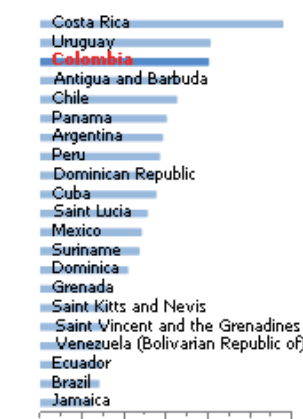 Costa Rica
Uruguay
Colombia
Antigua and Barbuda
Chile
Panama
Argentina
Peru
Dominican Republic
Cuba
Saint Lucia
Mexico
Suriname
Dominica
Grenada
Saint Kitts and Nevis
Saint Vincent and the Grenadines
Venezuela (Bolivarian Republic of)
Ecuador
Brazil
Jamaica